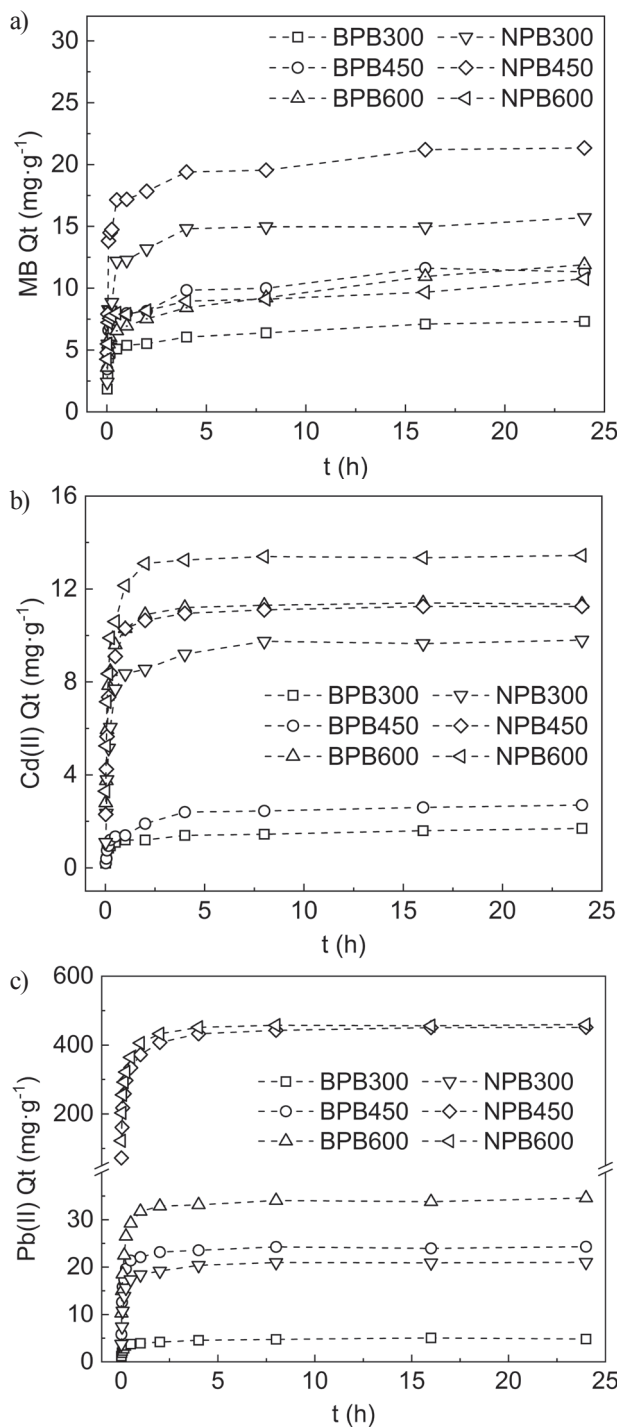 a)
30
25
20
15
10
5
0
MB Qt (mg·g⁻¹)
BPB300 NPB300
BPB450 NPB450
BPB600 NPB600
0 5 10 15 20 25
t (h)
b)
16
12
8
4
0
Cd(II) Qt (mg·g⁻¹)
BPB300 NPB300
BPB450 NPB450
BPB600 NPB600
0 5 10 15 20 25
t (h)
c)
600
400
200
30
20
10
0
Pb(II) Qt (mg·g⁻¹)
BPB300 NPB300
BPB450 NPB450
BPB600 NPB600
0 5 10 15 20 25
t (h)